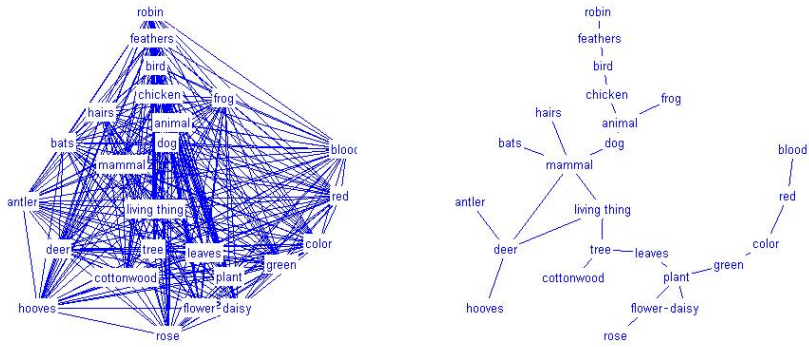 robin
feathers
bird
chicken
frog
hairs
animal
bats
dog
blood
mammal
red
antler
living thing
color
deer
tree
leaves
green
cottonwood
plant
hooves
flower-daisy
rose
robin
feathers
bird
chicken
frog
hairs
animal
bats
dog
blood
mammal
red
antler
living thing
color
deer
tree
leaves
green
cottonwood
plant
hooves
flower-daisy
rose